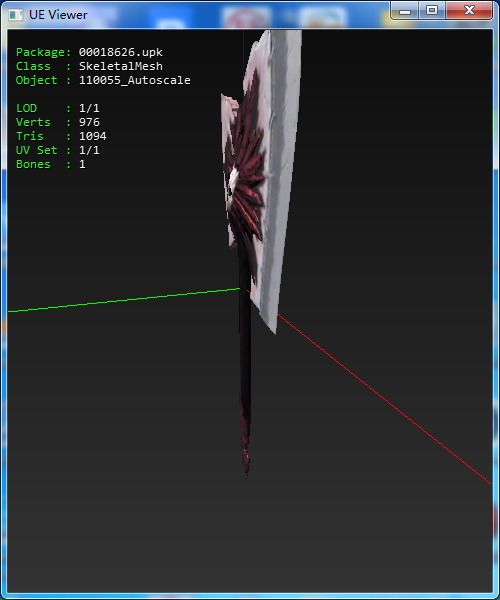 UE Viewer
Package: 00018626.upk
Class : SkeletalMesh
Object : 110055_Autoscale
LOD : 1/1
Verts : 976
Tris : 1094
UV Set : 1/1
Bones : 1